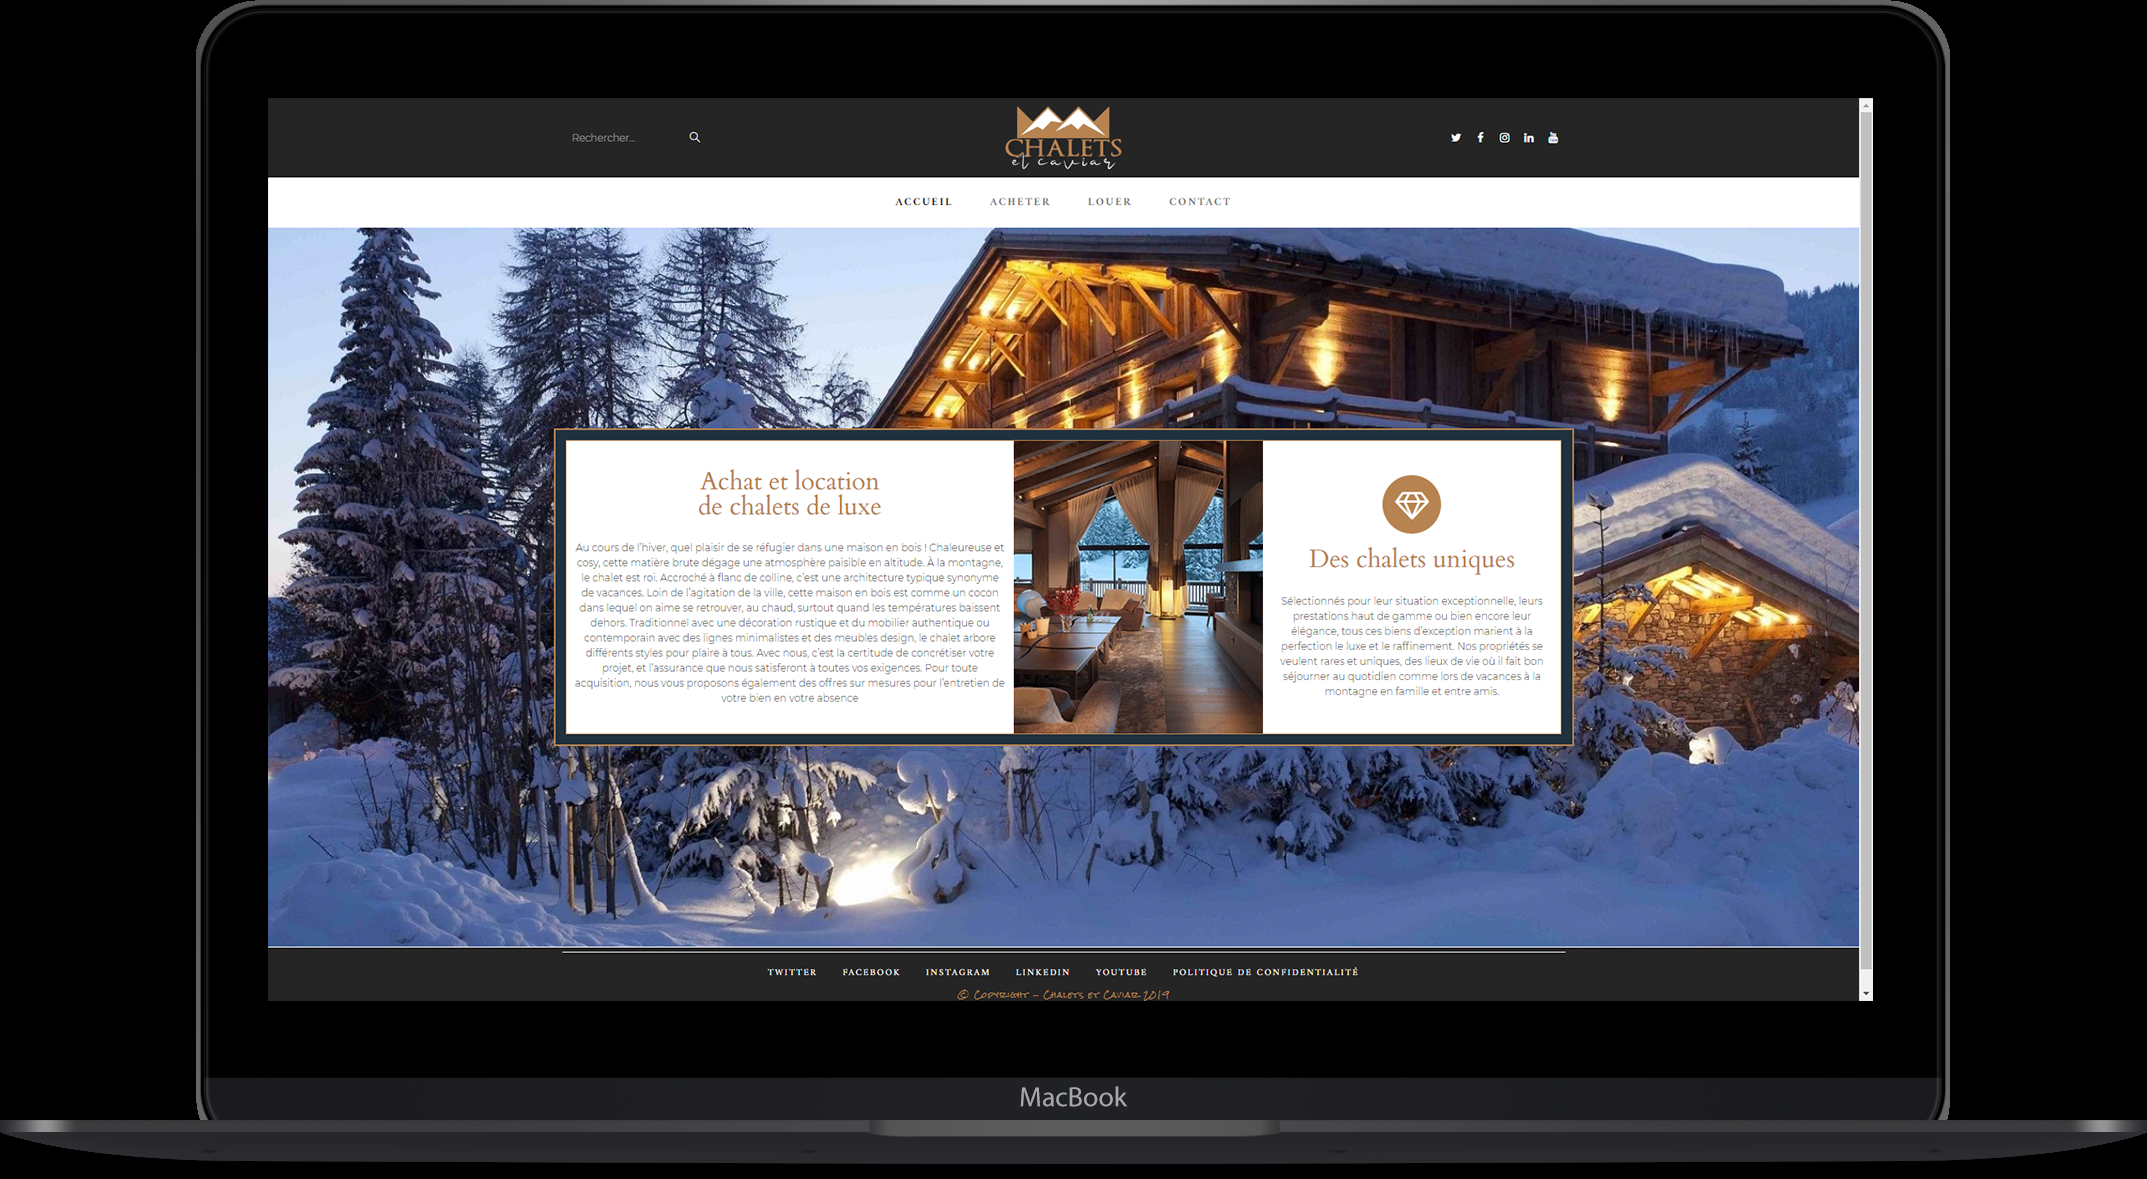 Rechercher...
CHALETS
et caviar
ACCUEIL ACHETER LOUER CONTACT
Achat et location
de chalets de luxe
Au cours de l'hiver, quel plaisir de se réfugier dans une maison en bois ! Chaleureuse et
cosy, cette matière brute dégage une atmosphère paisible en altitude. À la montagne,
le chalet est roi. Accroché à flanc de colline, c'est une architecture typique synonyme
de vacances. Loin de l'agitation de la ville, cette maison en bois est comme un cocon
dans lequel on aime se retrouver, au chaud, surtout quand les températures baissent
dehors. Traditionnel avec une décoration rustique et du mobilier authentique ou
contemporain avec des lignes minimalistes et des meubles design, le chalet arbore
différents styles pour plaire à tous. Avec nous, c'est la certitude de concrétiser votre
projet, et l'assurance que nous satisferont à toutes vos exigences. Pour toute
acquisition, nous vous proposons également des offres sur mesures pour l'entretien de
votre bien en votre absence
Des chalets uniques
Sélectionnés pour leur situation exceptionnelle, leurs
prestations haut de gamme ou bien encore leur
élégance, tous ces biens d'exception marient à la
perfection le luxe et le raffinement. Nos propriétés se
veulent rares et uniques, des lieux de vie où il fait bon
séjourner au quotidien comme lors de vacances à la
montagne en famille et entre amis.
TWITTER FACEBOOK INSTAGRAM LINKEDIN YOUTUBE POLITIQUE DE CONFIDENTIALITÉ
© Copyright – Chalets et Caviar 2019
MacBook